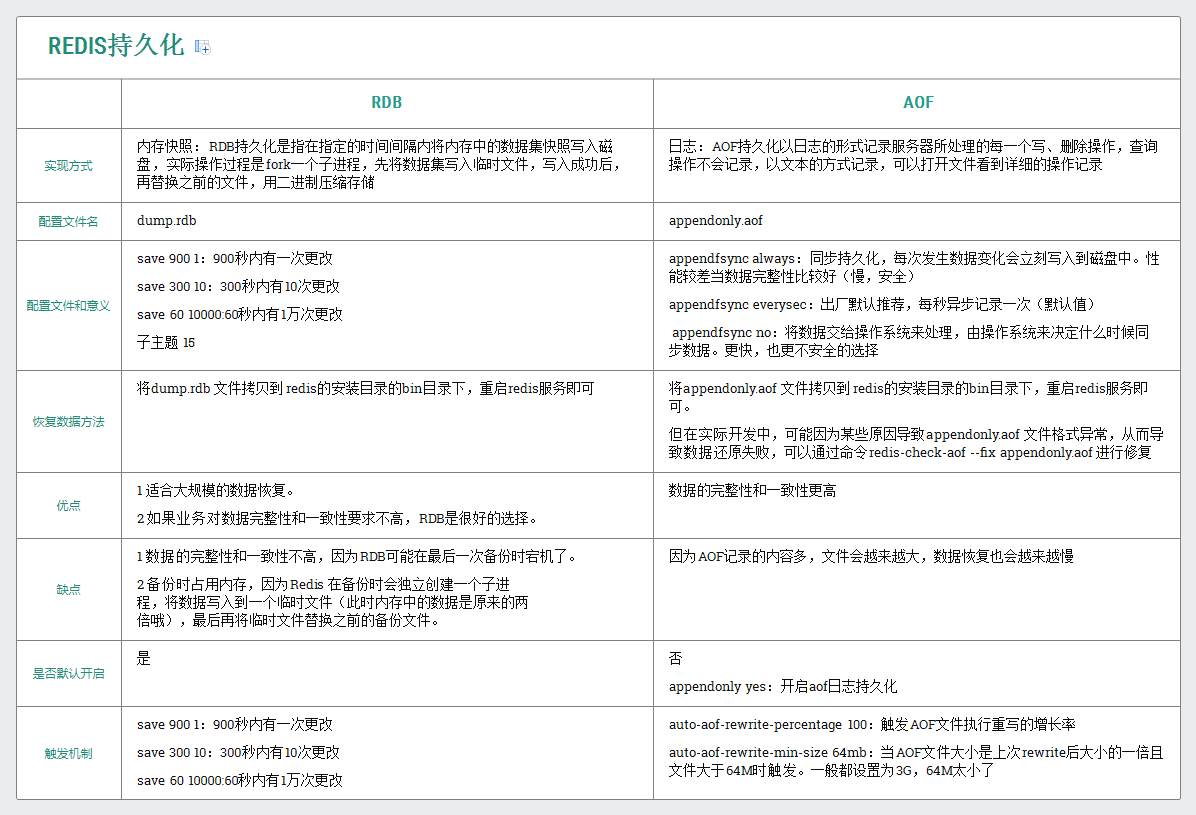 REDIS持久化
RDB
AOF
实现方式
内存快照：RDB持久化是指在指定的时间间隔内将内存中的数据集快照写入磁
盘，实际操作过程是fork一个子进程，先将数据集写入临时文件，写入成功后，
再替换之前的文件，用二进制压缩存储
日志：AOF持久化以日志的形式记录服务器所处理的每一个写、删除操作，查询
操作不会记录，以文本的方式记录，可以打开文件看到详细的操作记录
配置文件名
dump.rdb
appendonly.aof
配置文件和意义
save 900 1：900秒内有一次更改
save 300 10：300秒内有10次更改
save 60 10000:60秒内有1万次更改
子主题 15
appendfsync always：同步持久化，每次发生数据变化会立刻写入到磁盘中。性
能较差当数据完整性比较好（慢，安全）
appendfsync everysec：出厂默认推荐，每秒异步记录一次（默认值）
appendfsync no：将数据交给操作系统来处理，由操作系统来决定什么时候同
步数据。更快，也更不安全的选择
恢复数据方法
将dump.rdb 文件拷贝到 redis的安装目录的bin目录下，重启redis服务即可
将appendonly.aof 文件拷贝到 redis的安装目录的bin目录下，重启redis服务即
可。
但在实际开发中，可能因为某些原因导致appendonly.aof 文件格式异常，从而导
致数据还原失败，可以通过命令redis-check-aof --fix appendonly.aof 进行修复
优点
1 适合大规模的数据恢复。
2 如果业务对数据完整性和一致性要求不高，RDB是很好的选择。
数据的完整性和一致性更高
缺点
1 数据的完整性和一致性不高，因为RDB可能在最后一次备份时宕机了。
2 备份时占用内存，因为Redis 在备份时会独立创建一个子进
程，将数据写入到一个临时文件（此时内存中的数据是原来的两
倍哦），最后再将临时文件替换之前的备份文件。
因为AOF记录的内容多，文件会越来越大，数据恢复也会越来越慢
是否默认开启
是
否
appendonly yes：开启aof日志持久化
触发机制
save 900 1：900秒内有一次更改
save 300 10：300秒内有10次更改
save 60 10000:60秒内有1万次更改
auto-aof-rewrite-percentage 100：触发AOF文件执行重写的增长率
auto-aof-rewrite-min-size 64mb：当AOF文件大小是上次rewrite后大小的一倍且
文件大于64M时触发。一般都设置为3G，64M太小了